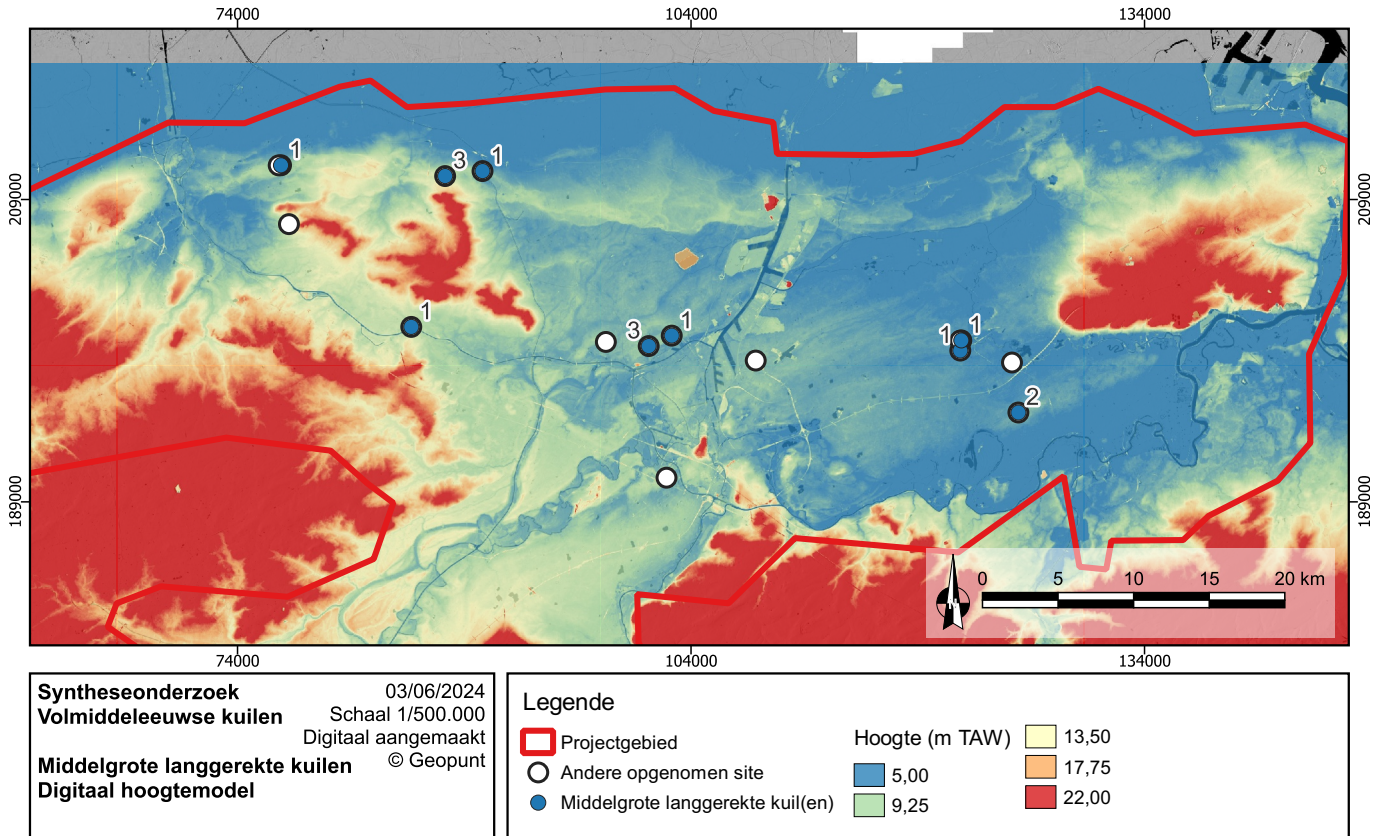 74000 104000 134000
1
3
1
209000
209000
1
3
1
1
1
2
189000
189000
N
0 5 10 15 20 km
74000 104000 134000
Syntheseonderzoek
Volmiddeleeuwse kuilen
Middelgrote langgerekte kuilen
Digitaal hoogtemodel
03/06/2024
Schaal 1/500.000
Digitaal aangemaakt
© Geopunt
Legende
Projectgebied
Andere opgenomen site
Middelgrote langgerekte kuil(en)
Hoogte (m TAW)
5,00
9,25
13,50
17,75
22,00